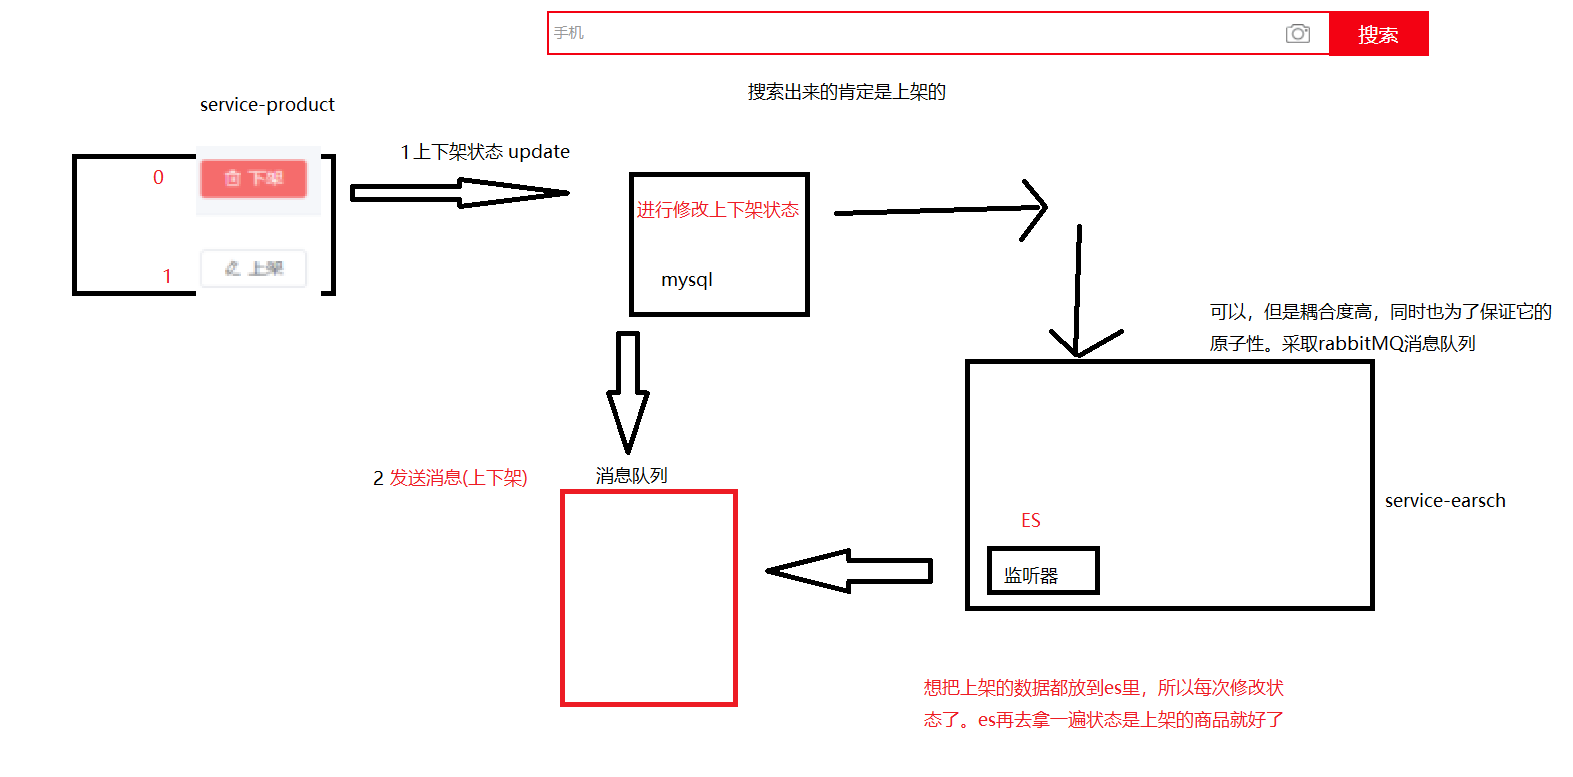 手机
搜索
搜索出来的肯定是上架的
service-product
1上下架状态 update
0
下架
进行修改上下架状态
1
上架
mysql
可以，但是耦合度高，同时也为了保证它的
原子性。采取rabbitMQ消息队列
2 发送消息(上下架)
消息队列
service-earsch
ES
监听器
想把上架的数据都放到es里，所以每次修改状
态了。es再去拿一遍状态是上架的商品就好了